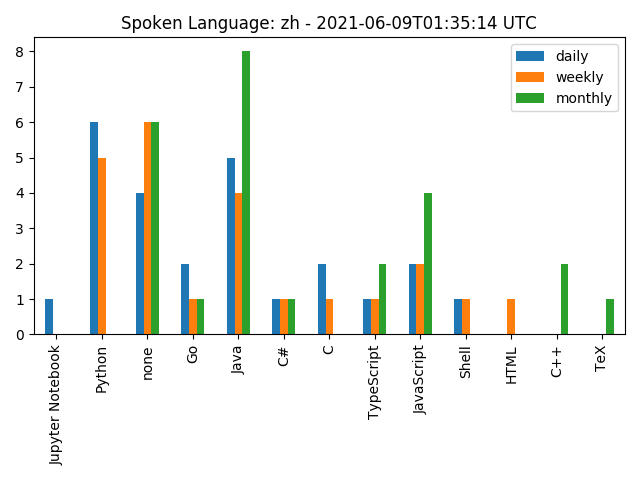 Spoken Language: zh - 2021-06-09T01:35:14 UTC
daily
weekly
monthly
8
7
6
5
4
3
2
1
0
Jupyter Notebook
Python
none
Go
Java
C#
C
TypeScript
JavaScript
Shell
HTML
C++
TeX